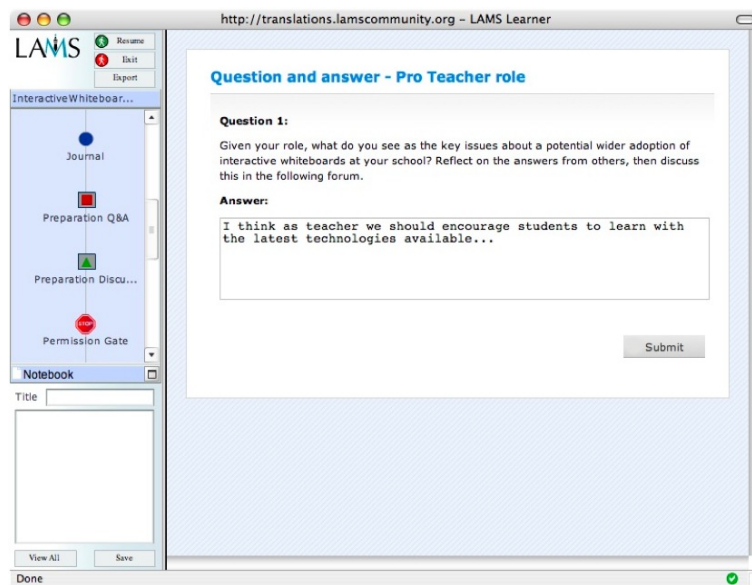 http://translations.lamscommunity.org – LAMS Learner
LAMS
Resume
Exit
Export
InteractiveWhiteboar...
Journal
Preparation Q&A
Preparation Discu...
STOP
Permission Gate
Notebook
Title
View All
Save
Question and answer - Pro Teacher role
Question 1:
Given your role, what do you see as the key issues about a potential wider adoption of
interactive whiteboards at your school? Reflect on the answers from others, then discuss
this in the following forum.
Answer:
I think as teacher we should encourage students to learn with
the latest technologies available...
Submit
Done